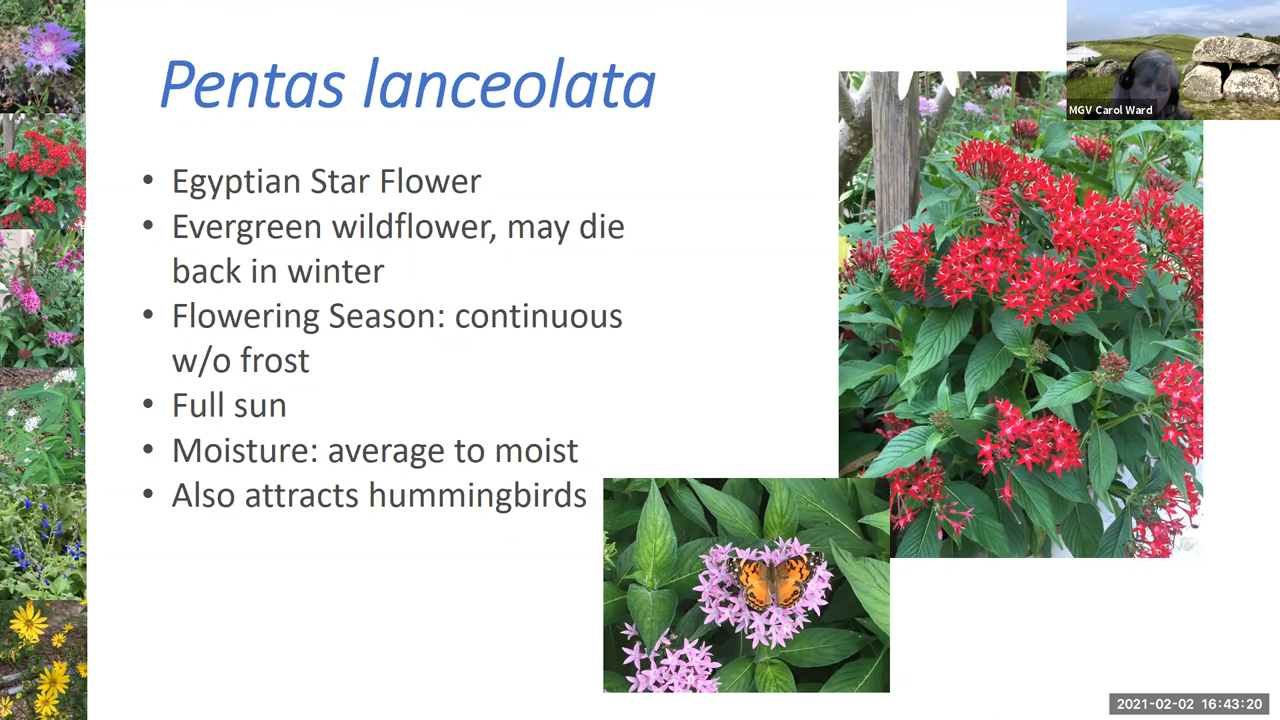 Pentas lanceolata
MGV Carol Ward
• Egyptian Star Flower
• Evergreen wildflower, may die
back in winter
• Flowering Season: continuous
w/o frost
• Full sun
• Moisture: average to moist
• Also attracts hummingbirds
2021-02-02 16:43:20